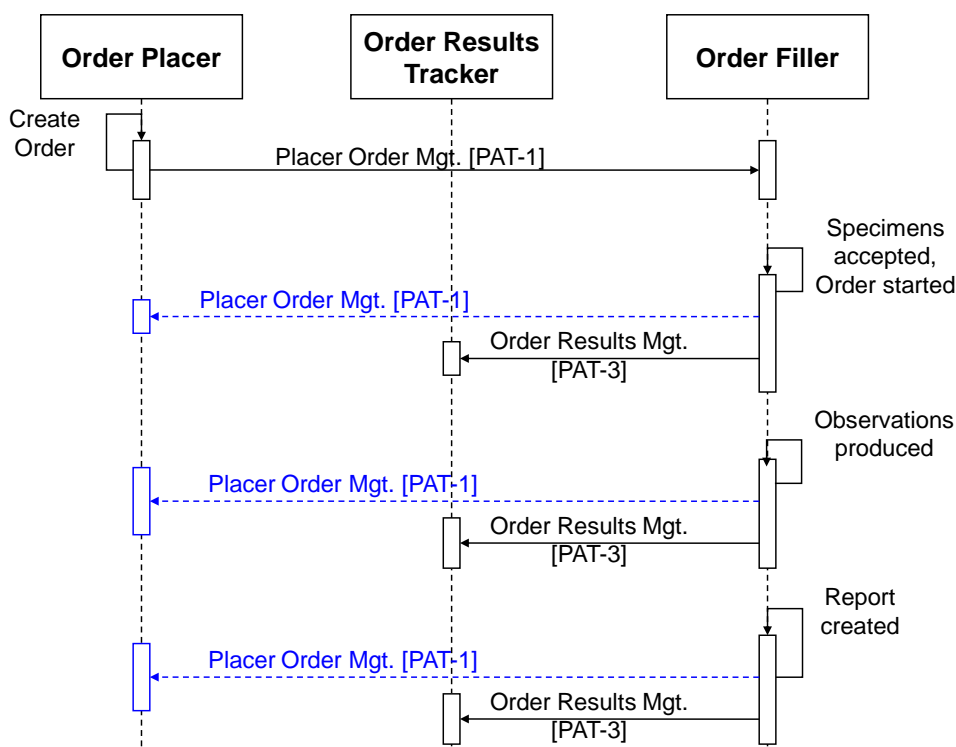 Order Placer
Order Results
Tracker
Order Filler
Create
Order
Placer Order Mgt. [PAT-1]
Specimens
accepted,
Order started
Placer Order Mgt. [PAT-1]
Order Results Mgt.
[PAT-3]
Observations
produced
Placer Order Mgt. [PAT-1]
Order Results Mgt.
[PAT-3]
Report
created
Placer Order Mgt. [PAT-1]
Order Results Mgt.
[PAT-3]